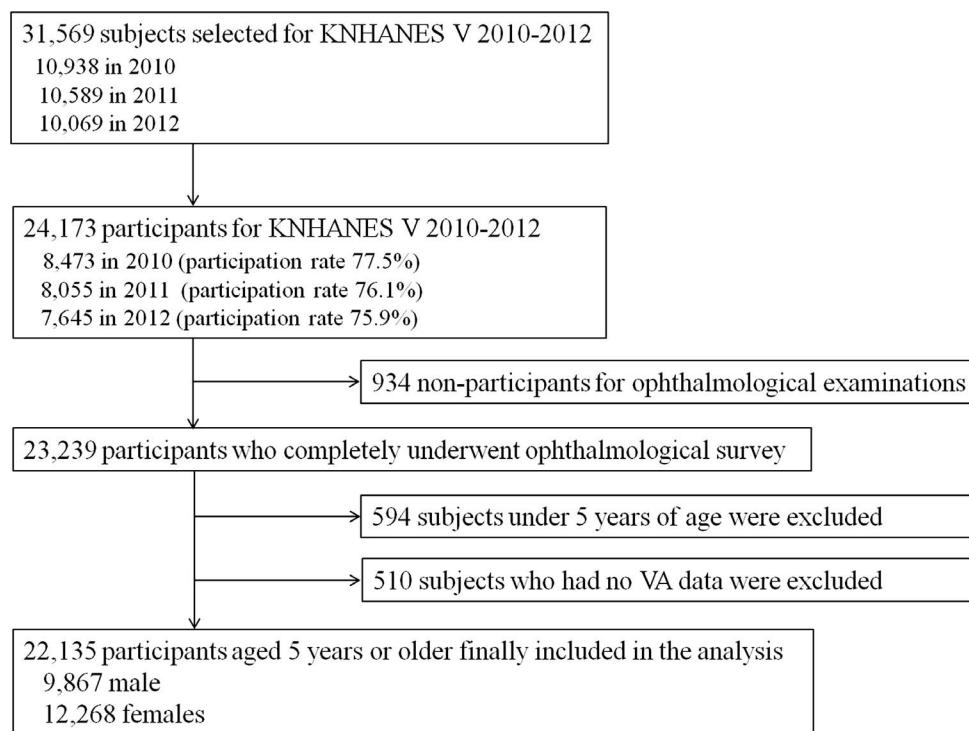 31,569 subjects selected for KNHANES V 2010-2012
10,938 in 2010
10,589 in 2011
10,069 in 2012
24,173 participants for KNHANES V 2010-2012
8,473 in 2010 (participation rate 77.5%)
8,055 in 2011 (participation rate 76.1%)
7,645 in 2012 (participation rate 75.9%)
934 non-participants for ophthalmological examinations
23,239 participants who completely underwent ophthalmological survey
594 subjects under 5 years of age were excluded
510 subjects who had no VA data were excluded
22,135 participants aged 5 years or older finally included in the analysis
9,867 male
12,268 females